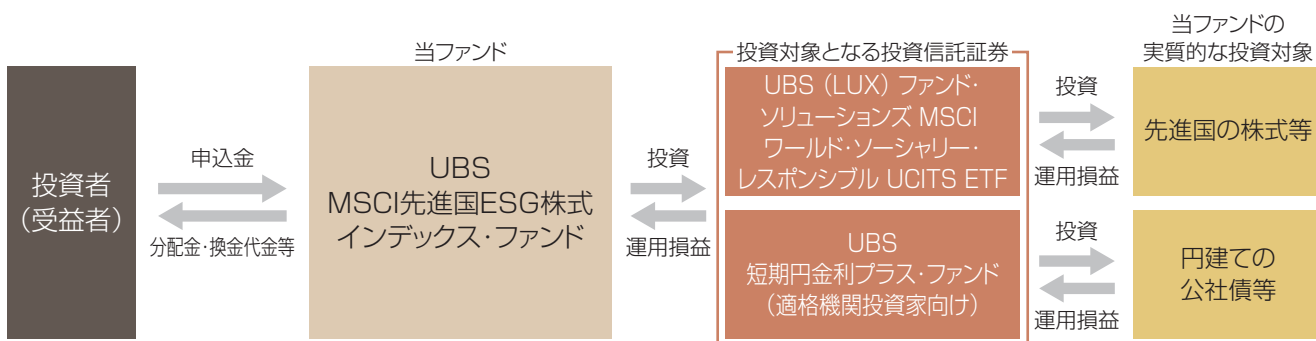 投資者
(受益者)
申込金
分配金・換金代金等
当ファンド
UBS
MSCI先進国ESG株式
インデックス・ファンド
投資
運用損益
投資対象となる投資信託証券
UBS (LUX) ファンド・
ソリューションズ MSCI
ワールド・ソーシャリー・
レスポンシブル UCITS ETF
UBS
短期円金利プラス・ファンド
(適格機関投資家向け)
投資
運用損益
投資
運用損益
当ファンドの
実質的な投資対象
先進国の株式等
円建ての
公社債等